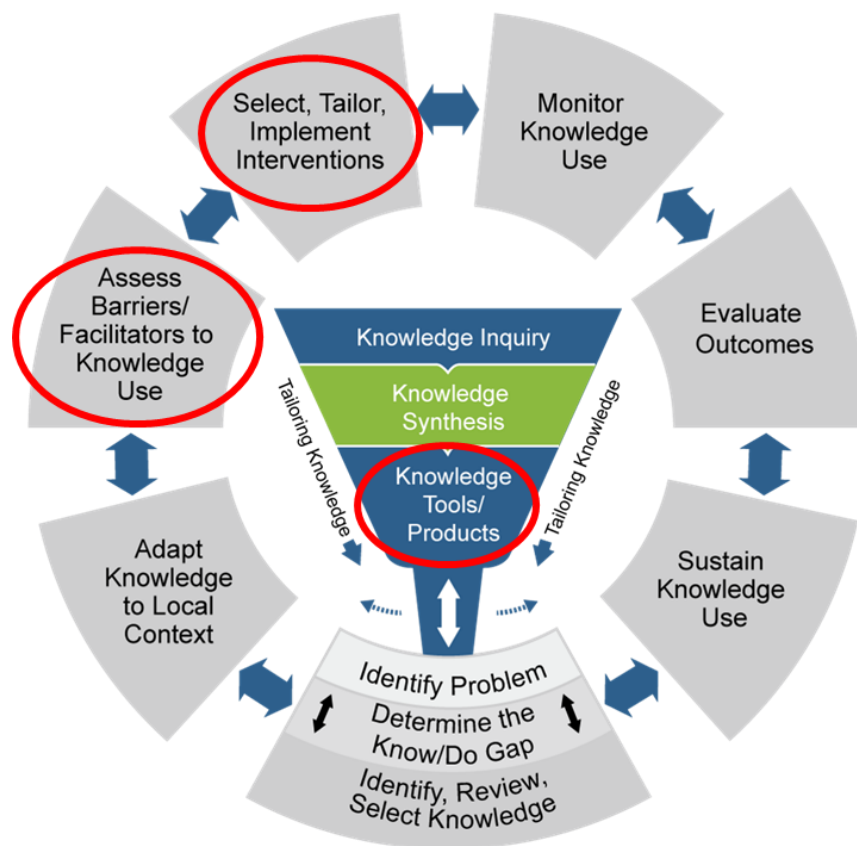 Select, Tailor,
Implement
Interventions
Monitor
Knowledge
Use
Assess
Barriers/
Facilitators to
Knowledge
Use
Evaluate
Outcomes
Knowledge Inquiry
Knowledge
Synthesis
Knowledge
Tools/
Products
Tailoring Knowledge
Tailoring Knowledge
Adapt
Knowledge
to Local
Context
Sustain
Knowledge
Use
Identify Problem
Determine the
Know/Do Gap
Identify, Review,
Select Knowledge